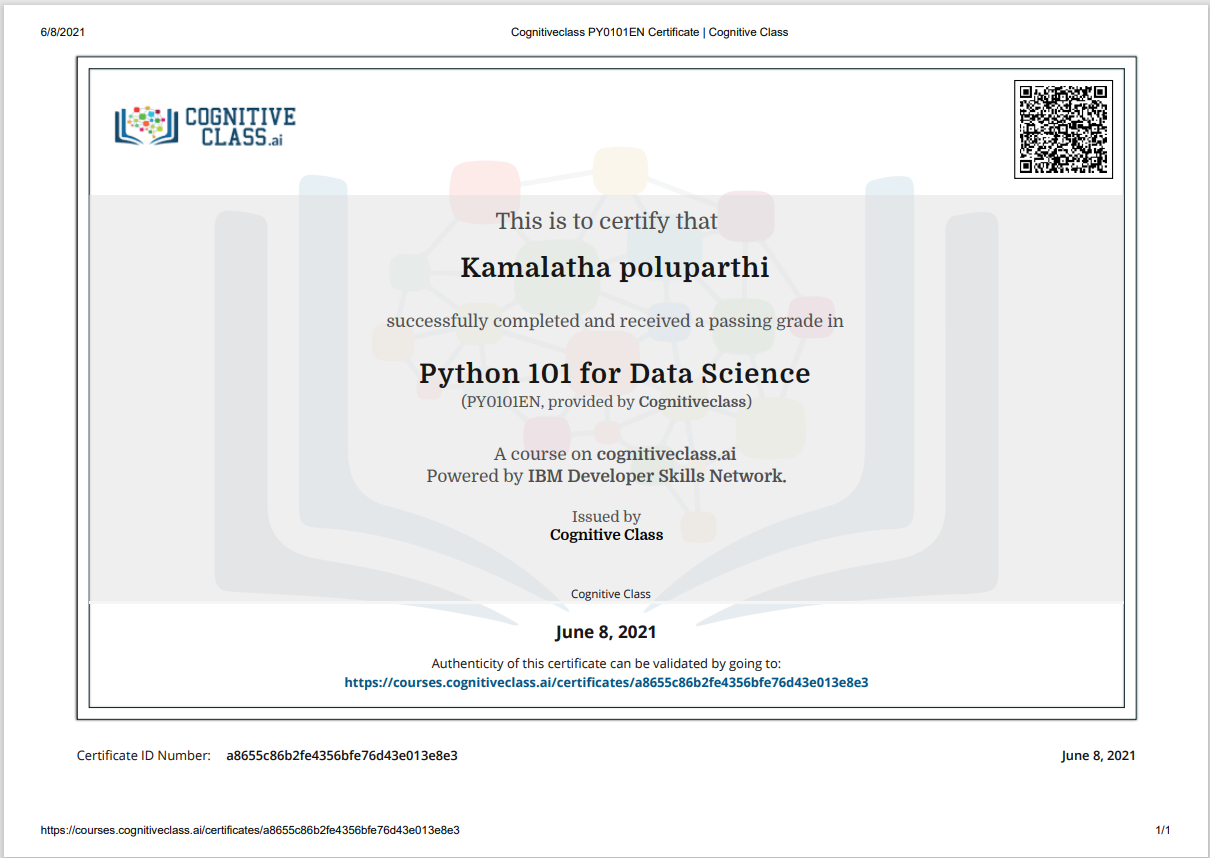 6/8/2021
Cognitiveclass PY0101EN Certificate | Cognitive Class
COGNITIVE
CLASS.ai
This is to certify that
Kamalatha poluparthi
successfully completed and received a passing grade in
Python 101 for Data Science
(PY0101EN, provided by Cognitiveclass)
A course on cognitiveclass.ai
Powered by IBM Developer Skills Network.
Issued by
Cognitive Class
Cognitive Class
June 8, 2021
Authenticity of this certificate can be validated by going to:
https://courses.cognitiveclass.ai/certificates/a8655c86b2fe4356bfe76d43e013e8e3
Certificate ID Number: a8655c86b2fe4356bfe76d43e013e8e3
June 8, 2021
https://courses.cognitiveclass.ai/certificates/a8655c86b2fe4356bfe76d43e013e8e3
1/1